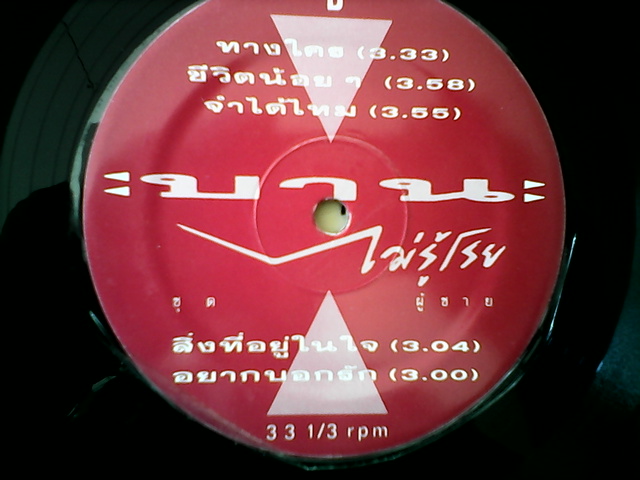 ทางใคร (3.33)
ชีวิตน้อย ๆ (3.58)
จำได้ไหม (3.55)
บาน
ไม่รู้โรย
ชุด ผู้ชาย
สิ่งที่อยู่ในใจ (3.04)
อยากบอกรัก (3.00)
33 1/3 rpm